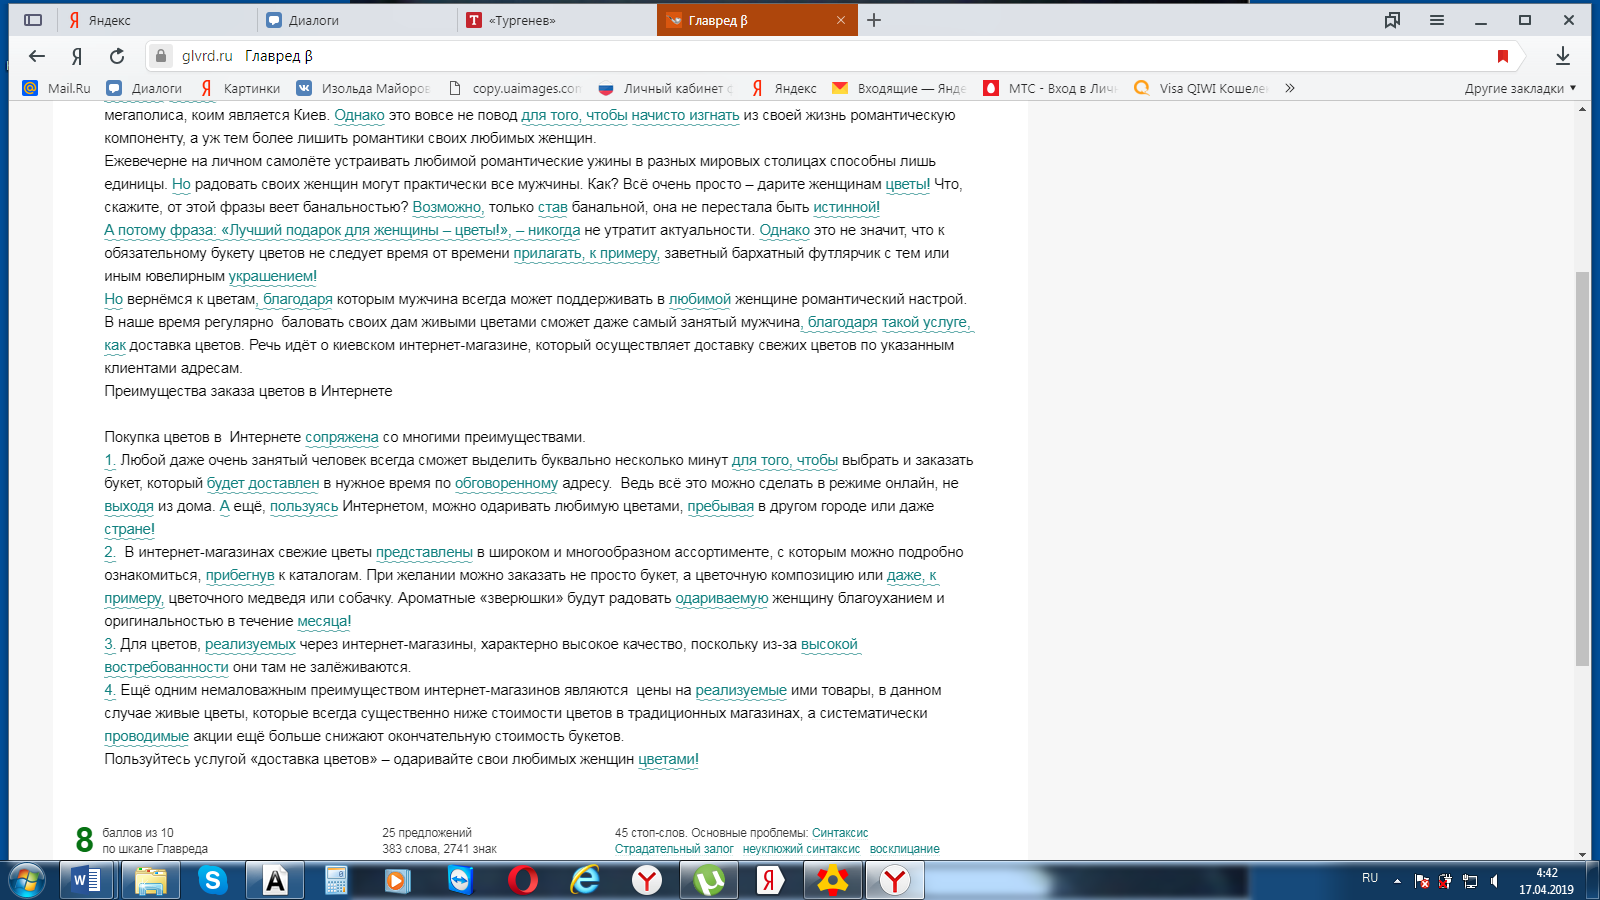 Яндекс
Диалоги
«Тургенев»
Главред β
glvrd.ru Главред β
Mail.Ru
Диалоги
Картинки
Изольда Майоров
copy.uaimages.com
Личный кабинет
Яндекс
Входящие — Янде
МТС - Вход в Личн
Visa QIWI Кошеле
»
Другие закладки
мегаполиса, коим является Киев. Однако это вовсе не повод для того, чтобы начисто изгнать из своей жизнь романтическую
компоненту, а уж тем более лишить романтики своих любимых женщин.
Ежевечерне на личном самолёте устраивать любимой романтические ужины в разных мировых столицах способны лишь
единицы. Но радовать своих женщин могут практически все мужчины. Как? Всё очень просто – дарите женщинам цветы! Что,
скажите, от этой фразы веет банальностью? Возможно, только став банальной, она не перестала быть истинной!
А потому фраза: «Лучший подарок для женщины – цветы!», – никогда не утратит актуальности. Однако это не значит, что к
обязательному букету цветов не следует время от времени прилагать, к примеру, заветный бархатный футлярчик с тем или
иным ювелирным украшением!
Но вернёмся к цветам, благодаря которым мужчина всегда может поддерживать в любимой женщине романтический настрой.
В наше время регулярно  баловать своих дам живыми цветами сможет даже самый занятый мужчина, благодаря такой услуге,
как доставка цветов. Речь идёт о киевском интернет-магазине, который осуществляет доставку свежих цветов по указанным
клиентами адресам.
Преимущества заказа цветов в Интернете
Покупка цветов в  Интернете сопряжена со многими преимуществами.
1. Любой даже очень занятый человек всегда сможет выделить буквально несколько минут для того, чтобы выбрать и заказать
букет, который будет доставлен в нужное время по обговоренному адресу.  Ведь всё это можно сделать в режиме онлайн, не
выходя из дома. А ещё, пользуясь Интернетом, можно одаривать любимую цветами, пребывая в другом городе или даже
стране!
2.  В интернет-магазинах свежие цветы представлены в широком и многообразном ассортименте, с которым можно подробно
ознакомиться, прибегнув к каталогам. При желании можно заказать не просто букет, а цветочную композицию или даже, к
примеру, цветочного медведя или собачку. Ароматные «зверюшки» будут радовать одариваемую женщину благоуханием и
оригинальностью в течение месяца!
3. Для цветов, реализуемых через интернет-магазины, характерно высокое качество, поскольку из-за высокой
востребованности они там не залёживаются.
4. Ещё одним немаловажным преимуществом интернет-магазинов являются  цены на реализуемые ими товары, в данном
случае живые цветы, которые всегда существенно ниже стоимости цветов в традиционных магазинах, а систематически
проводимые акции ещё больше снижают окончательную стоимость букетов.
Пользуйтесь услугой «доставка цветов» – одаривайте свои любимых женщин цветами!
8 баллов из 10
по шкале Главреда
25 предложений
383 слова, 2741 знак
45 стоп-слов. Основные проблемы: Синтаксис
Страдательный залог неуклюжий синтаксис восклицание
RU
4:42
17.04.2019